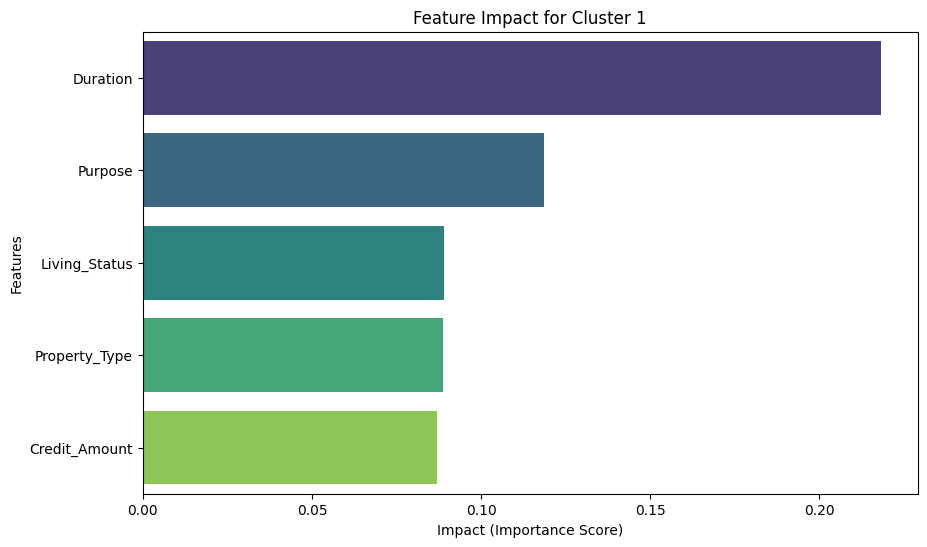 Feature Impact for Cluster 1
Features
Duration
Purpose
Living_Status
Property_Type
Credit_Amount
0.00 0.05 0.10 0.15 0.20
Impact (Importance Score)